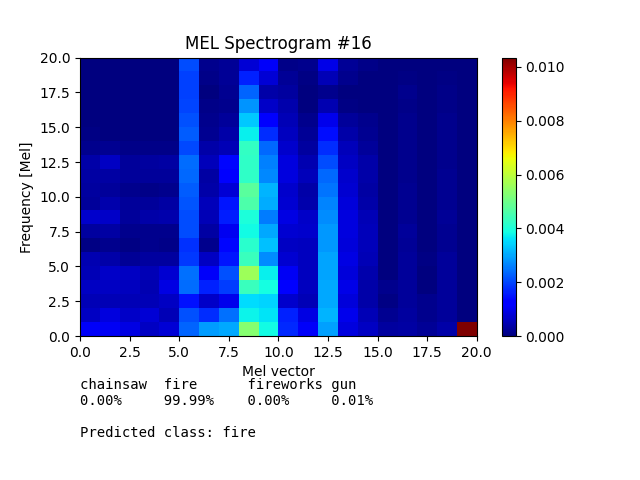 MEL Spectrogram #16
20.0
17.5
15.0
12.5
10.0
7.5
5.0
2.5
0.0
Frequency [Mel]
0.0 2.5 5.0 7.5 10.0 12.5 15.0 17.5 20.0
Mel vector
0.010
0.008
0.006
0.004
0.002
0.000
chainsaw fire fireworks gun
0.00% 99.99% 0.00% 0.01%
Predicted class: fire